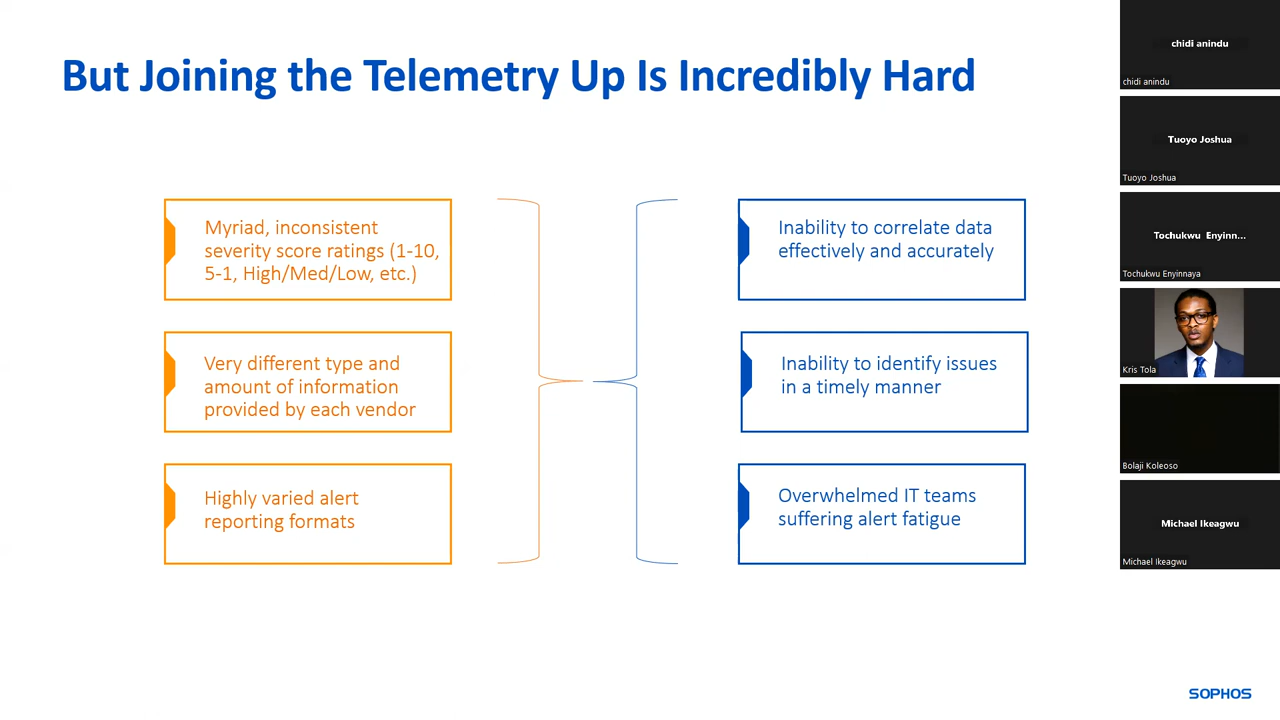 But Joining the Telemetry Up Is Incredibly Hard
Myriad, inconsistent
severity score ratings (1-10,
5-1, High/Med/Low, etc.)
Very different type and
amount of information
provided by each vendor
Highly varied alert
reporting formats
Inability to correlate data
effectively and accurately
Inability to identify issues
in a timely manner
Overwhelmed IT teams
suffering alert fatigue
SOPHOS
chidi anindu
chidi anindu
Tuoyo Joshua
Tuoyo Joshua
Tochukwu Enyinn...
Tochukwu Enyinnaya
Kris Tola
Bolaji Koleoso
Michael Ikeagwu
Michael Ikeagwu